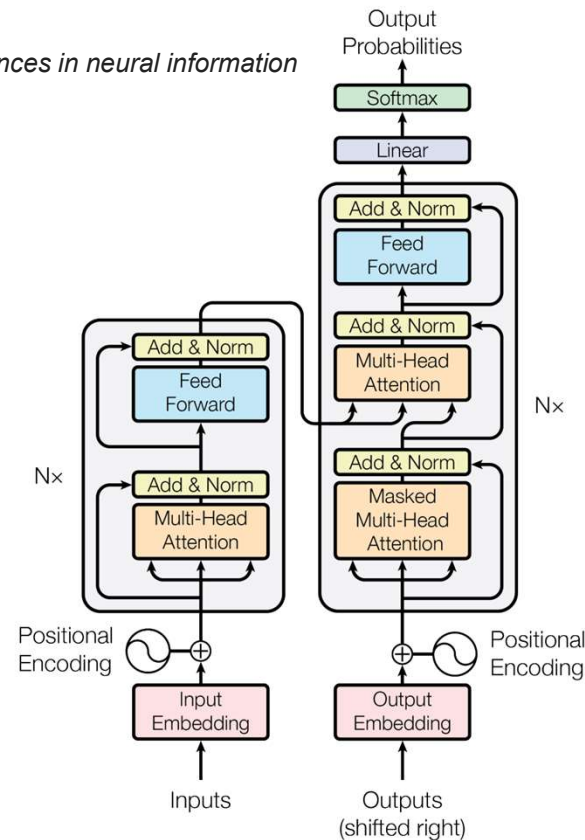 nces in neural information
Output
Probabilities
Softmax
Linear
Add & Norm
Feed
Forward
Add & Norm
Multi-Head
Attention
Add & Norm
Masked
Multi-Head
Attention
N×
Add & Norm
Feed
Forward
Add & Norm
Multi-Head
Attention
N×
Positional
Encoding
Positional
Encoding
Input
Embedding
Output
Embedding
Inputs
Outputs
(shifted right)